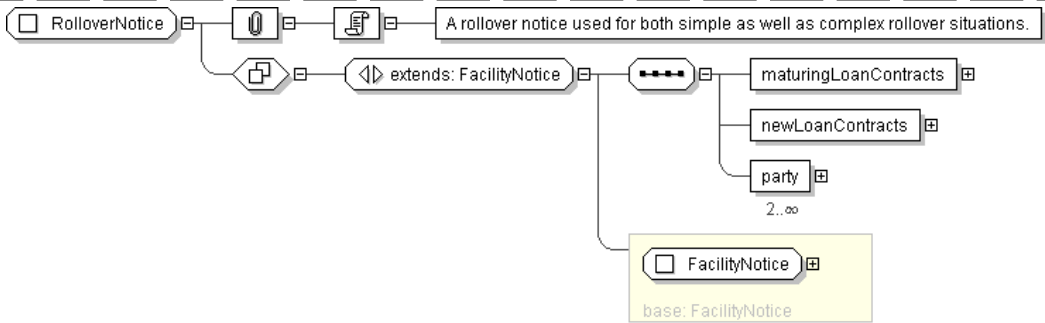 RolloverNotice
A rollover notice used for both simple as well as complex rollover situations.
extends: FacilityNotice
maturingLoanContracts
newLoanContracts
party
2..∞
FacilityNotice
base: FacilityNotice